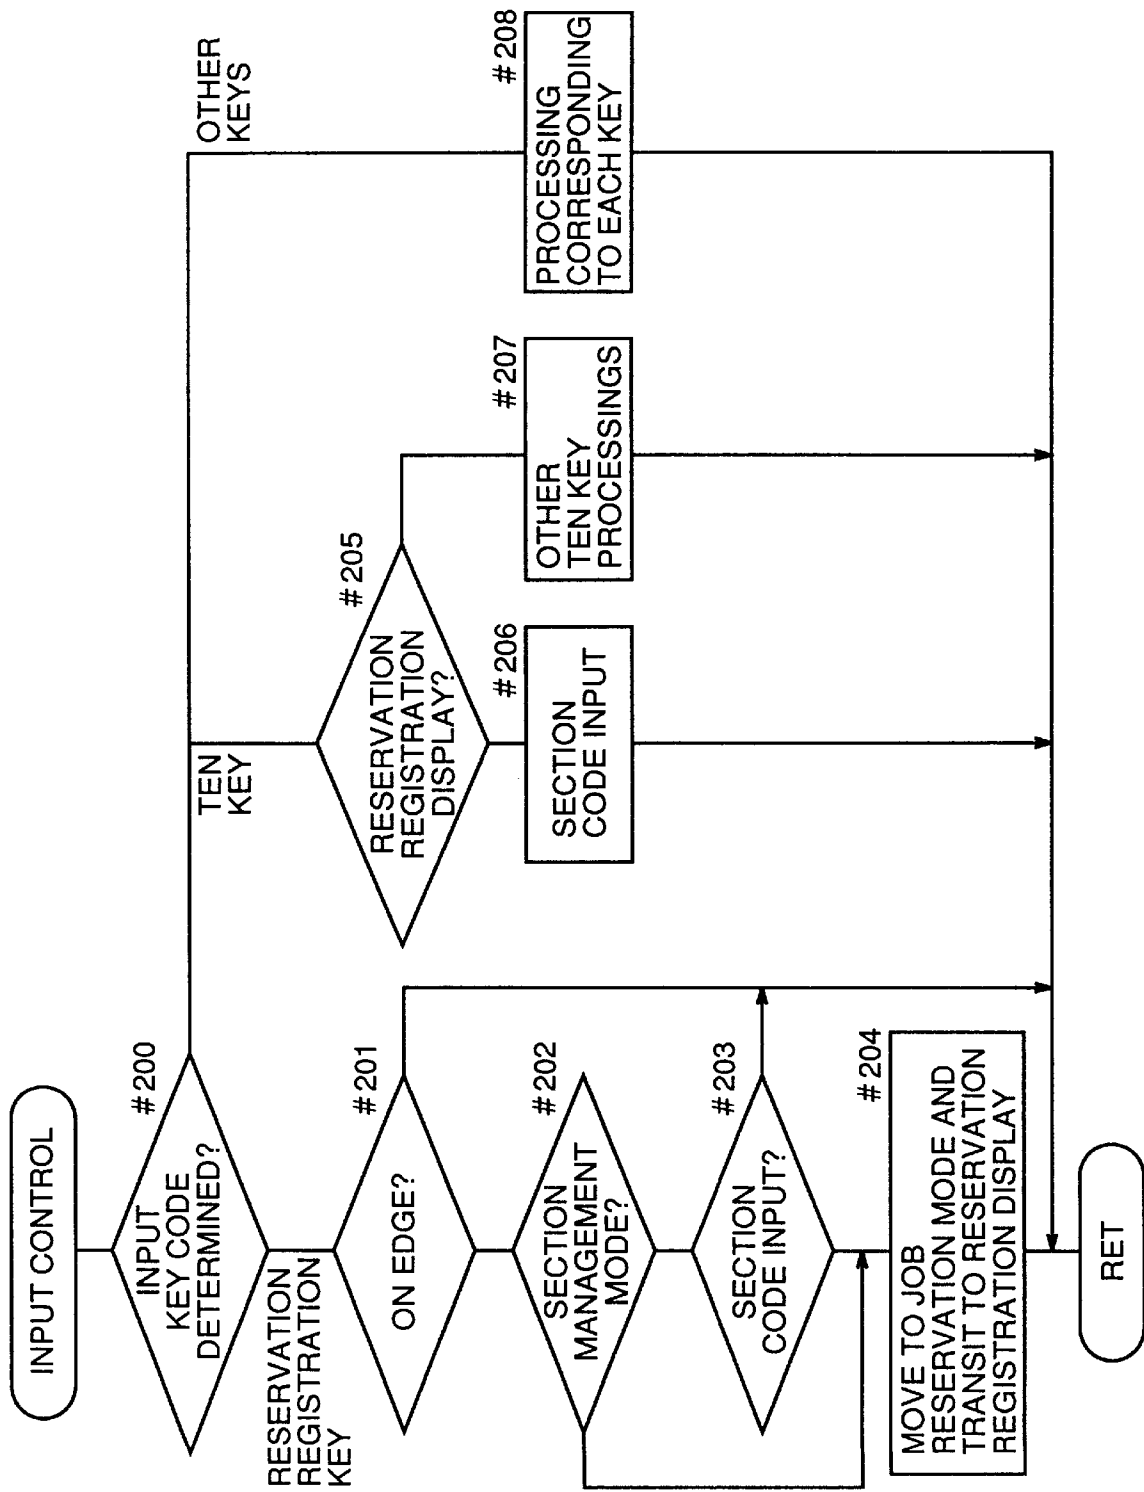 INPUT CONTROL
#200
INPUT
KEY CODE
DETERMINED?
RESERVATION
REGISTRATION
KEY
TEN
KEY
OTHER
KEYS
#201
ON EDGE?
#202
SECTION
MANAGEMENT
MODE?
#203
SECTION
CODE INPUT?
#204
MOVE TO JOB
RESERVATION MODE AND
TRANSIT TO RESERVATION
REGISTRATION DISPLAY
#205
RESERVATION
REGISTRATION
DISPLAY?
#206
SECTION
CODE INPUT
#207
OTHER
TEN KEY
PROCESSINGS
#208
PROCESSING
CORRESPONDING
TO EACH KEY
RET